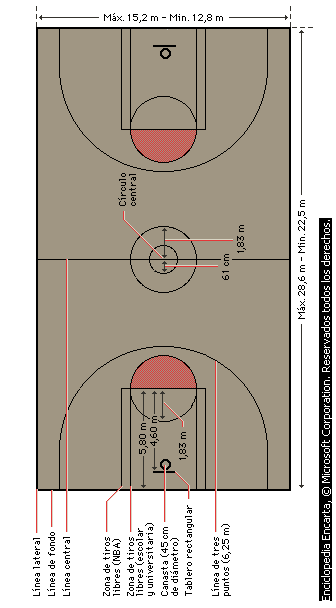 Máx. 15,2 m – Mín. 12,8 m
Máx. 28,6 m – Mín. 22,5 m
Círculo
central
1,83 m
61 cm
5,80 m
4,60 m
1,83 m
Línea lateral
Línea de fondo
Línea central
Zona de tiros
libres (NBA)
Zona de tiros
libres (escolar
y universitaria)
Canasta (45 cm
de diámetro)
Tablero rectangular
Línea de tres
puntos (6,25 m)
Enciclopedia Encarta, © Microsoft Corporation. Reservados todos los derechos.